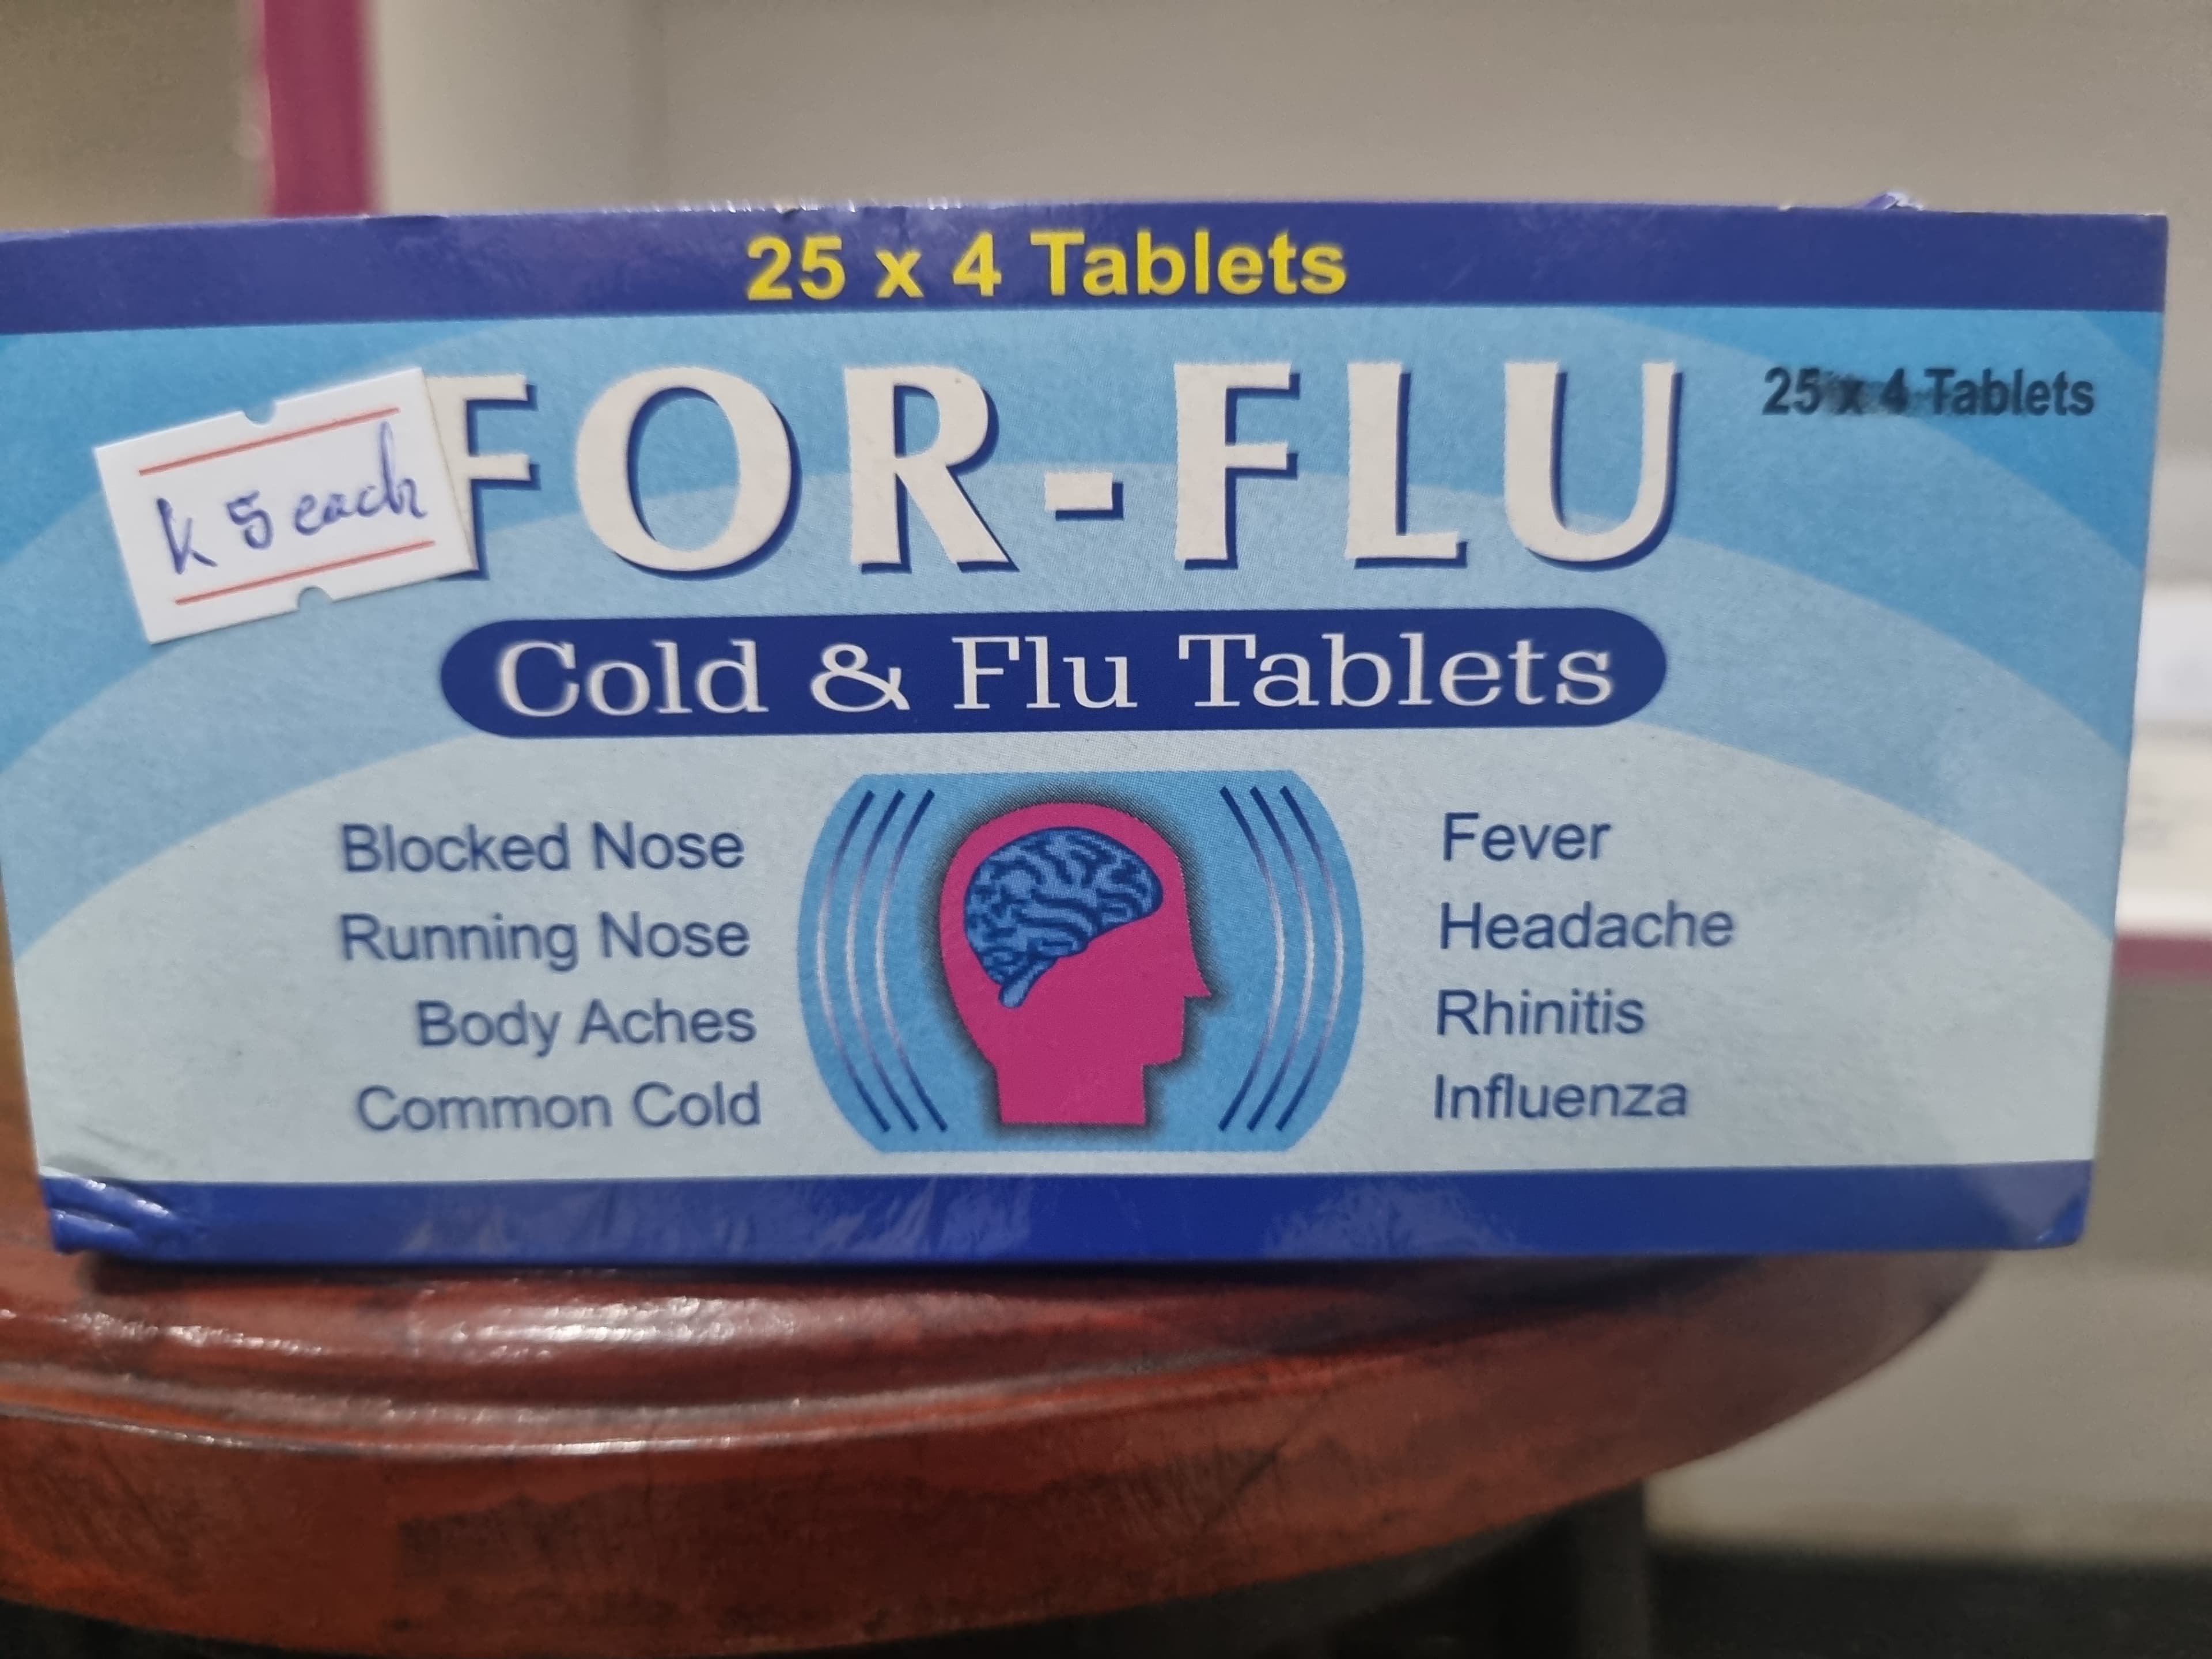 25 x 4 Tablets
FOR-FLU
25 x 4 Tablets
k 5 each
Cold & Flu Tablets
Blocked Nose
Running Nose
Body Aches
Common Cold
Fever
Headache
Rhinitis
Influenza